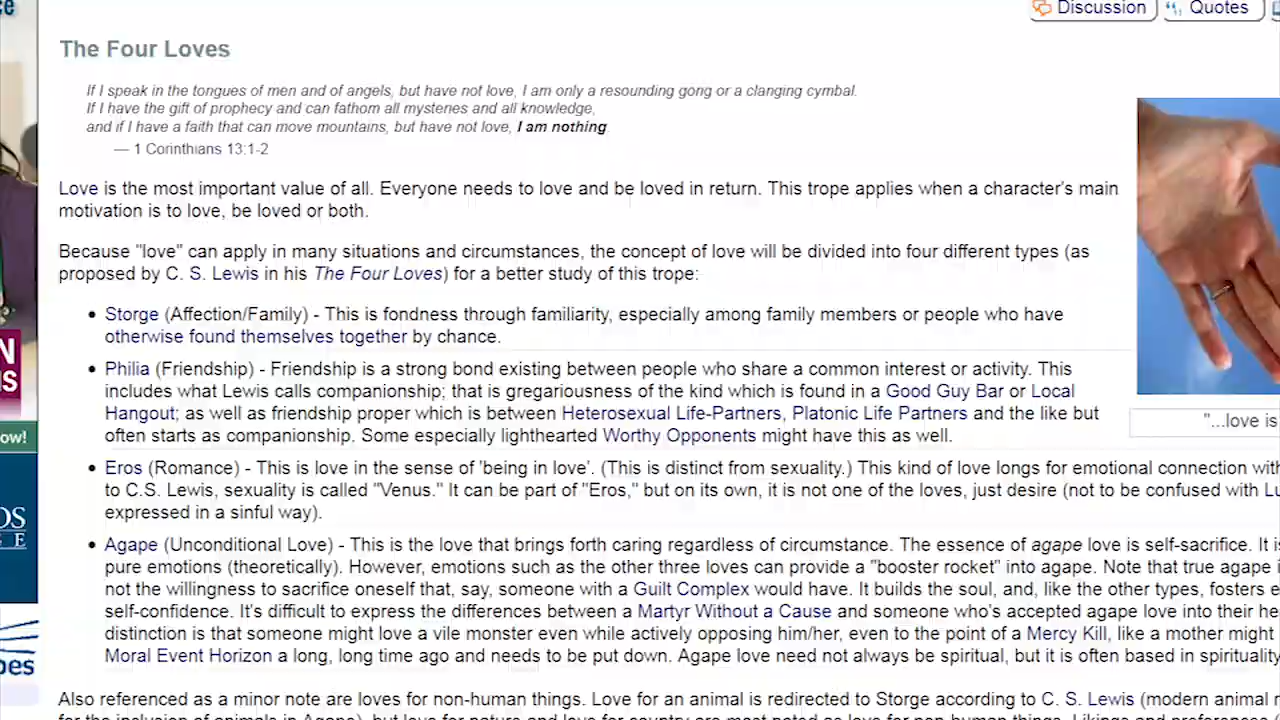 ce
Discussion
Quotes
The Four Loves
If I speak in the tongues of men and of angels, but have not love, I am only a resounding gong or a clanging cymbal.
If I have the gift of prophecy and can fathom all mysteries and all knowledge,
and if I have a faith that can move mountains, but have not love, I am nothing.
— 1 Corinthians 13:1-2
Love is the most important value of all. Everyone needs to love and be loved in return. This trope applies when a character's main
motivation is to love, be loved or both.
Because "love" can apply in many situations and circumstances, the concept of love will be divided into four different types (as
proposed by C. S. Lewis in his The Four Loves) for a better study of this trope:
• Storge (Affection/Family) - This is fondness through familiarity, especially among family members or people who have
otherwise found themselves together by chance.
• Philia (Friendship) - Friendship is a strong bond existing between people who share a common interest or activity. This
includes what Lewis calls companionship; that is gregariousness of the kind which is found in a Good Guy Bar or Local
Hangout; as well as friendship proper which is between Heterosexual Life-Partners, Platonic Life Partners and the like but
often starts as companionship. Some especially lighthearted Worthy Opponents might have this as well.
"...love is
• Eros (Romance) - This is love in the sense of 'being in love'. (This is distinct from sexuality.) This kind of love longs for emotional connection with
to C.S. Lewis, sexuality is called "Venus." It can be part of "Eros," but on its own, it is not one of the loves, just desire (not to be confused with Lu
expressed in a sinful way).
• Agape (Unconditional Love) - This is the love that brings forth caring regardless of circumstance. The essence of agape love is self-sacrifice. It is
pure emotions (theoretically). However, emotions such as the other three loves can provide a "booster rocket" into agape. Note that true agape i
not the willingness to sacrifice oneself that, say, someone with a Guilt Complex would have. It builds the soul, and, like the other types, fosters e
self-confidence. It's difficult to express the differences between a Martyr Without a Cause and someone who's accepted agape love into their he
distinction is that someone might love a vile monster even while actively opposing him/her, even to the point of a Mercy Kill, like a mother might
Moral Event Horizon a long, long time ago and needs to be put down. Agape love need not always be spiritual, but it is often based in spirituality
Also referenced as a minor note are loves for non-human things. Love for an animal is redirected to Storge according to C. S. Lewis (modern animal
N
IS
ow!
OS
E
pes